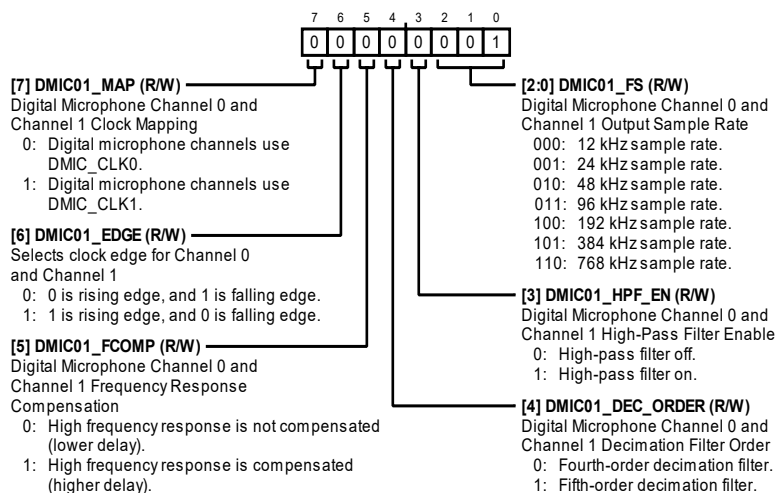 7 6 5 4 3 2 1 0
0 0 0 0 0 0 0 1
[7] DMIC01_MAP (R/W)
Digital Microphone Channel 0 and
Channel 1 Clock Mapping
0: Digital microphone channels use
DMIC_CLK0.
1: Digital microphone channels use
DMIC_CLK1.
[6] DMIC01_EDGE (R/W)
Selects clock edge for Channel 0
and Channel 1
0: 0 is rising edge, and 1 is falling edge.
1: 1 is rising edge, and 0 is falling edge.
[5] DMIC01_FCOMP (R/W)
Digital Microphone Channel 0 and
Channel 1 Frequency Response
Compensation
0: High frequency response is not compensated
(lower delay).
1: High frequency response is compensated
(higher delay).
[2:0] DMIC01_FS (R/W)
Digital Microphone Channel 0 and
Channel 1 Output Sample Rate
000: 12 kHz sample rate.
001: 24 kHz sample rate.
010: 48 kHz sample rate.
011: 96 kHz sample rate.
100: 192 kHz sample rate.
101: 384 kHz sample rate.
110: 768 kHz sample rate.
[3] DMIC01_HPF_EN (R/W)
Digital Microphone Channel 0 and
Channel 1 High-Pass Filter Enable
0: High-pass filter off.
1: High-pass filter on.
[4] DMIC01_DEC_ORDER (R/W)
Digital Microphone Channel 0 and
Channel 1 Decimation Filter Order
0: Fourth-order decimation filter.
1: Fifth-order decimation filter.